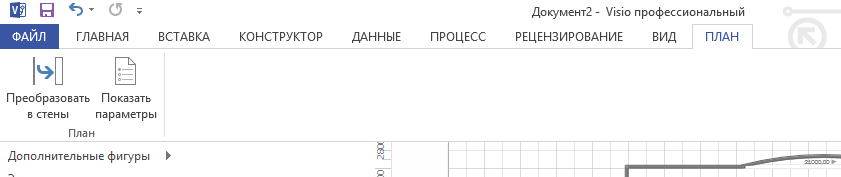 Документ2 - Visio профессиональный
ФАЙЛ ГЛАВНАЯ ВСТАВКА КОНСТРУКТОР ДАННЫЕ ПРОЦЕСС РЕЦЕНЗИРОВАНИЕ ВИД ПЛАН
Преобразовать в стены
Показать параметры
План
Дополнительные фигуры